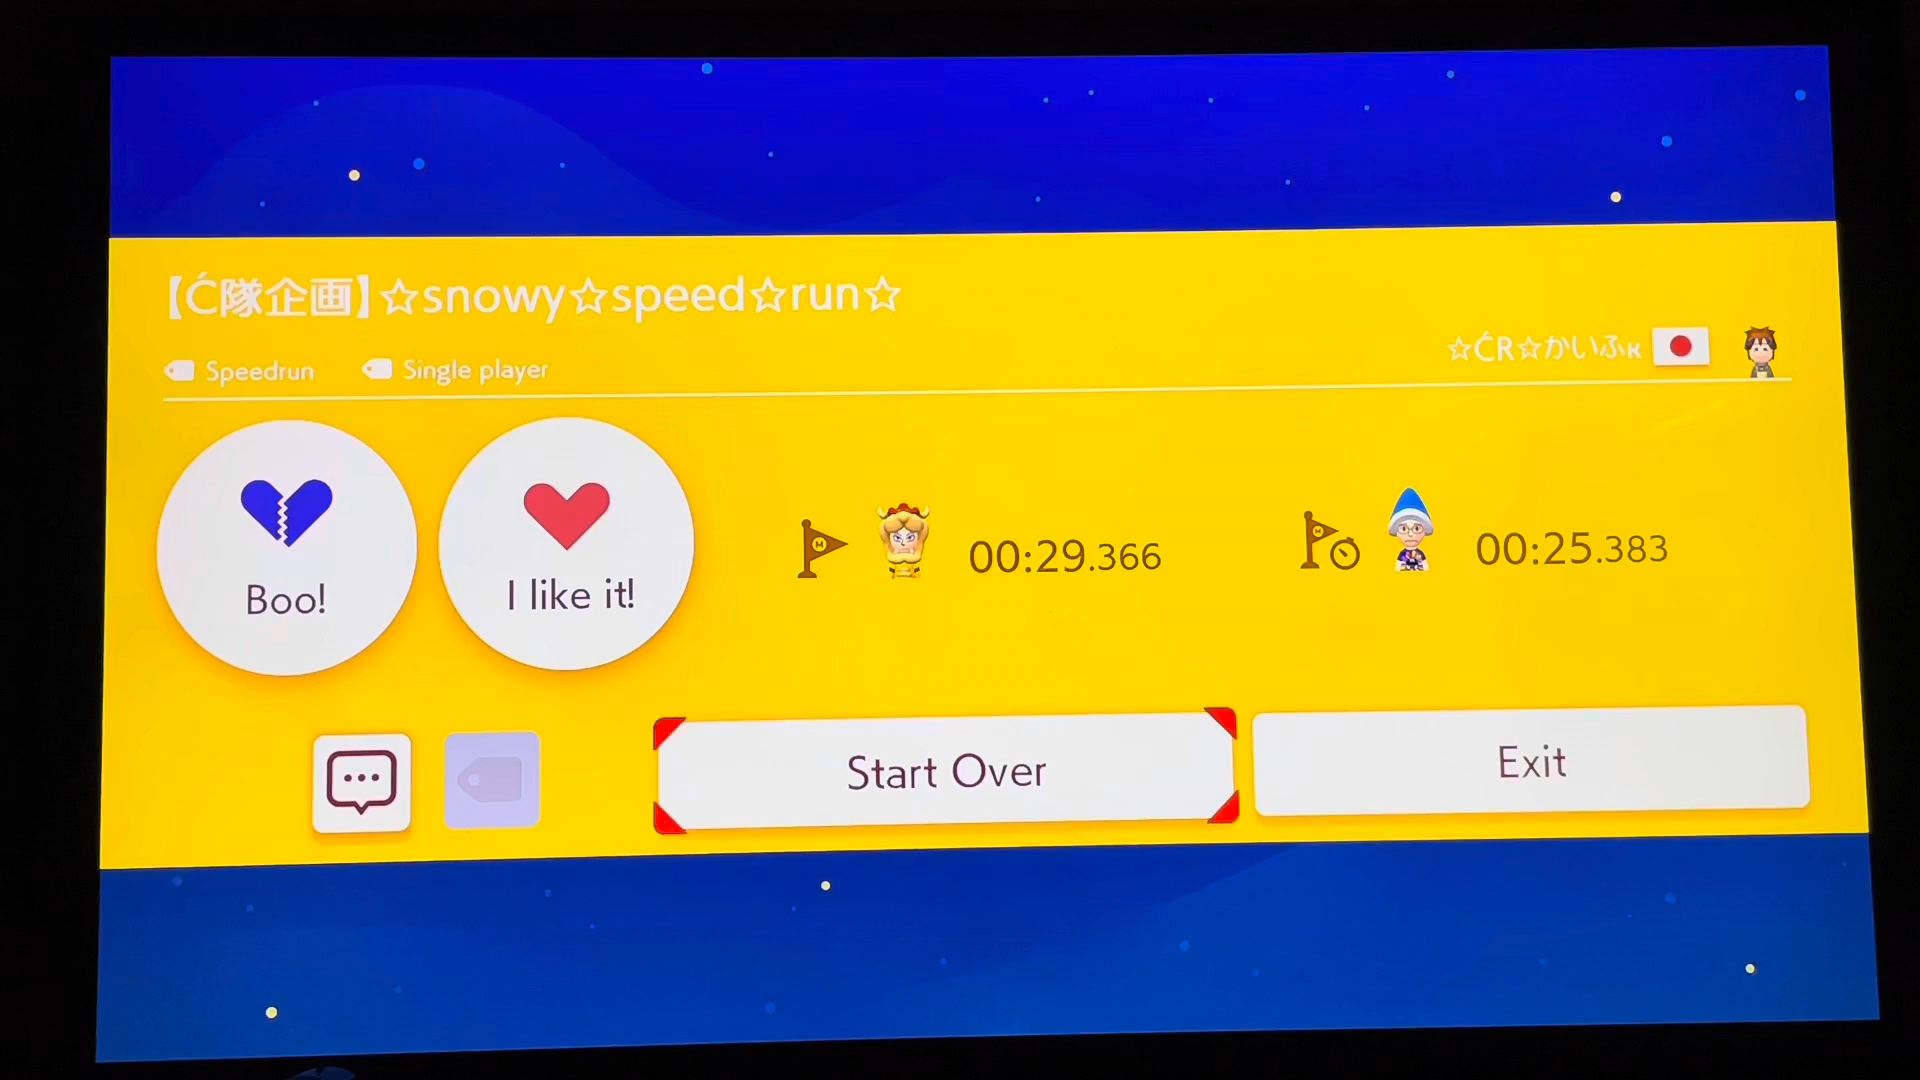 【Ć隊企画】☆snowy☆speed☆run☆
Speedrun Single player
☆ĆR☆かいふκ
M 00:29.366 M 00:25.383
Boo! I like it!
Start Over Exit